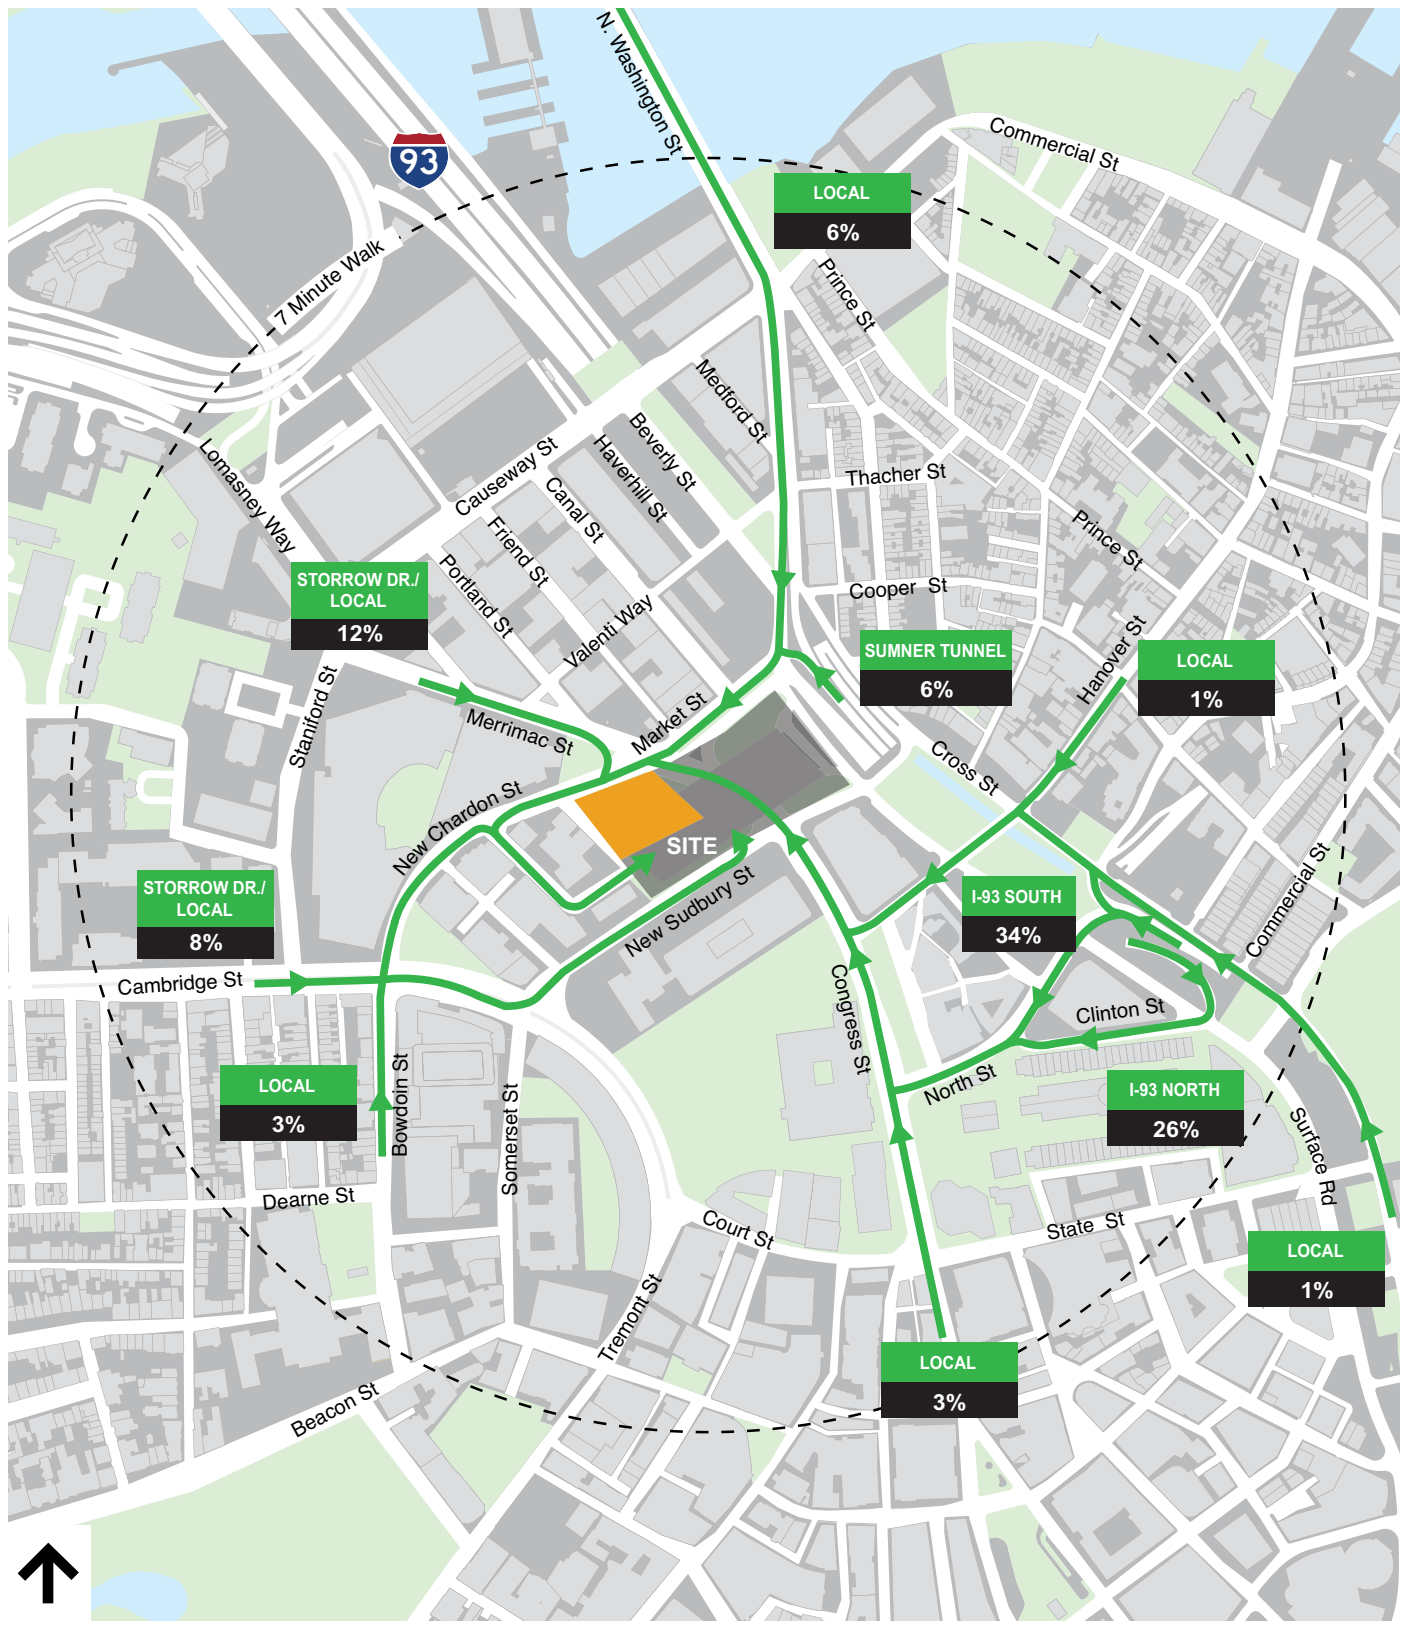 N. Washington St
Commercial St
93
LOCAL
6%
7 Minute Walk
Prince St
Medford St
Beverly St
Haverhill St
Causeway St
Canal St
Friend St
Portland St
Lomasney Way
Thacher St
Prince St
Cooper St
Valenti Way
STORROW DR./
LOCAL
12%
SUMNER TUNNEL
6%
Hanover St
LOCAL
1%
Staniford St
Merrimac St
Market St
Cross St
New Chardon St
SITE
New Sudbury St
STORROW DR./
LOCAL
8%
I-93 SOUTH
34%
Commercial St
Cambridge St
Congress St
Clinton St
North St
LOCAL
3%
Bowdoin St
Somerset St
I-93 NORTH
26%
Surface Rd
Dearne St
Court St
State St
LOCAL
1%
Tremont St
LOCAL
3%
Beacon St